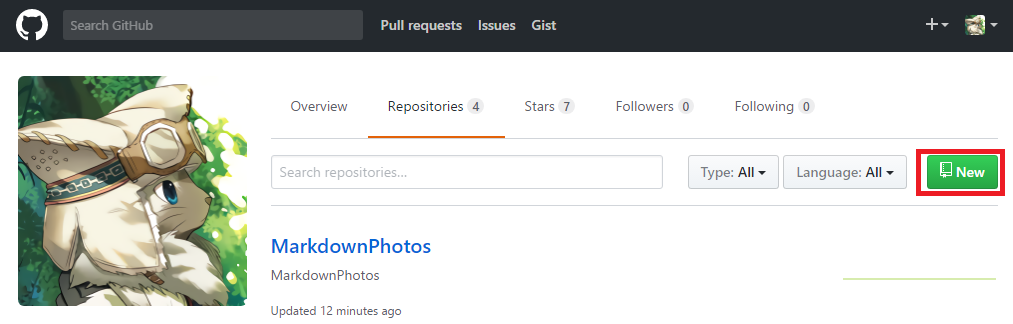 Search GitHub Pull requests Issues Gist
Overview Repositories 4 Stars 7 Followers 0 Following 0
Search repositories... Type: All Language: All New
MarkdownPhotos
MarkdownPhotos
Updated 12 minutes ago